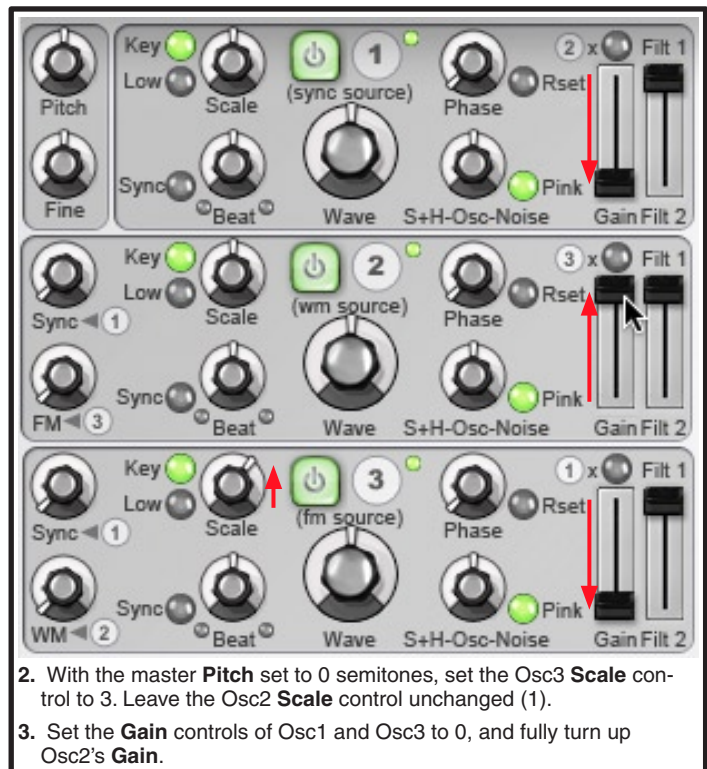 Key
1
2 x
Filt 1
Low
Rset
Pitch
Scale
(sync source)
Phase
Sync
Pink
Fine
Beat
Wave
S+H-Osc-Noise
Gain
Filt 2
Key
2
3 x
Filt 1
Low
Rset
Sync
1
Scale
(wm source)
Phase
Sync
Pink
FM
3
Beat
Wave
S+H-Osc-Noise
Gain
Filt 2
Key
3
1 x
Filt 1
Low
Rset
Sync
1
Scale
(fm source)
Phase
Sync
Pink
WM
2
Beat
Wave
S+H-Osc-Noise
Gain
Filt 2
2. With the master Pitch set to 0 semitones, set the Osc3 Scale con-
trol to 3. Leave the Osc2 Scale control unchanged (1).
3. Set the Gain controls of Osc1 and Osc3 to 0, and fully turn up
Osc2's Gain.